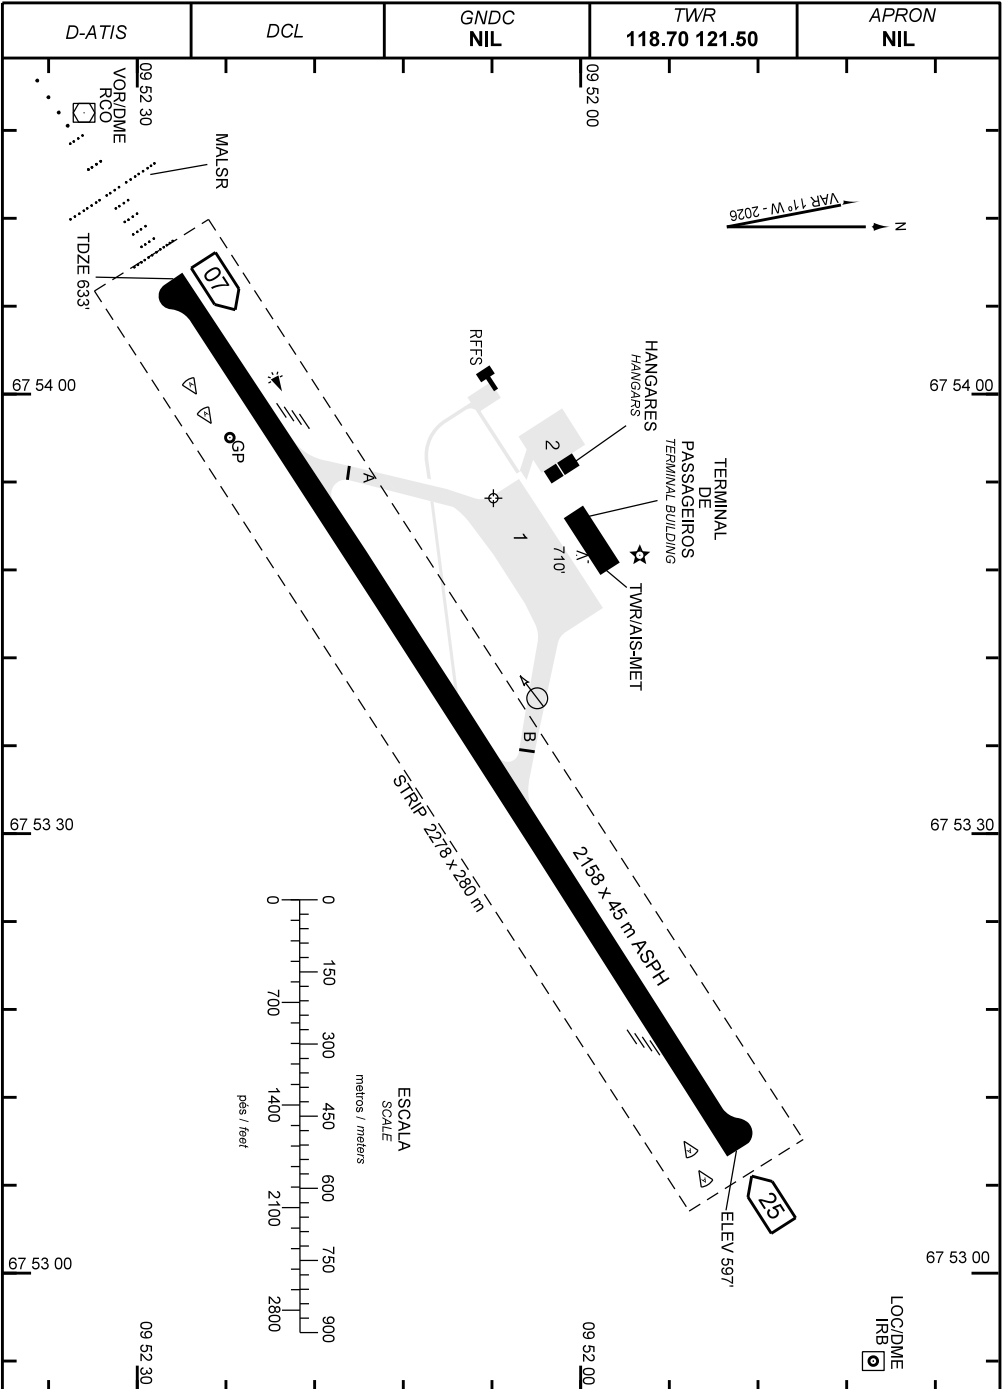 D-ATIS
DCL
GNDC
NIL
TWR
118.70 121.50
APRON
NIL
09 52 30
09 52 00
VOR/DME
RCO
MALSR
VAR 11° W - 2026
N
TDZE 633'
07
67 54 00
67 54 00
RFFS
HANGARES
HANGARS
TERMINAL
DE
PASSAGEIROS
TERMINAL BUILDING
GP
A
2
1
710'
TWR/AIS-MET
B
STRIP 2278 x 280 m
67 53 30
67 53 30
2158 x 45 m ASPH
ESCALA
SCALE
metros / meters
0 150 300 450 600 750 900
0 700 1400 2100 2800
pés / feet
25
ELEV 597'
67 53 00
67 53 00
LOC/DME
IRB
09 52 30
09 52 00